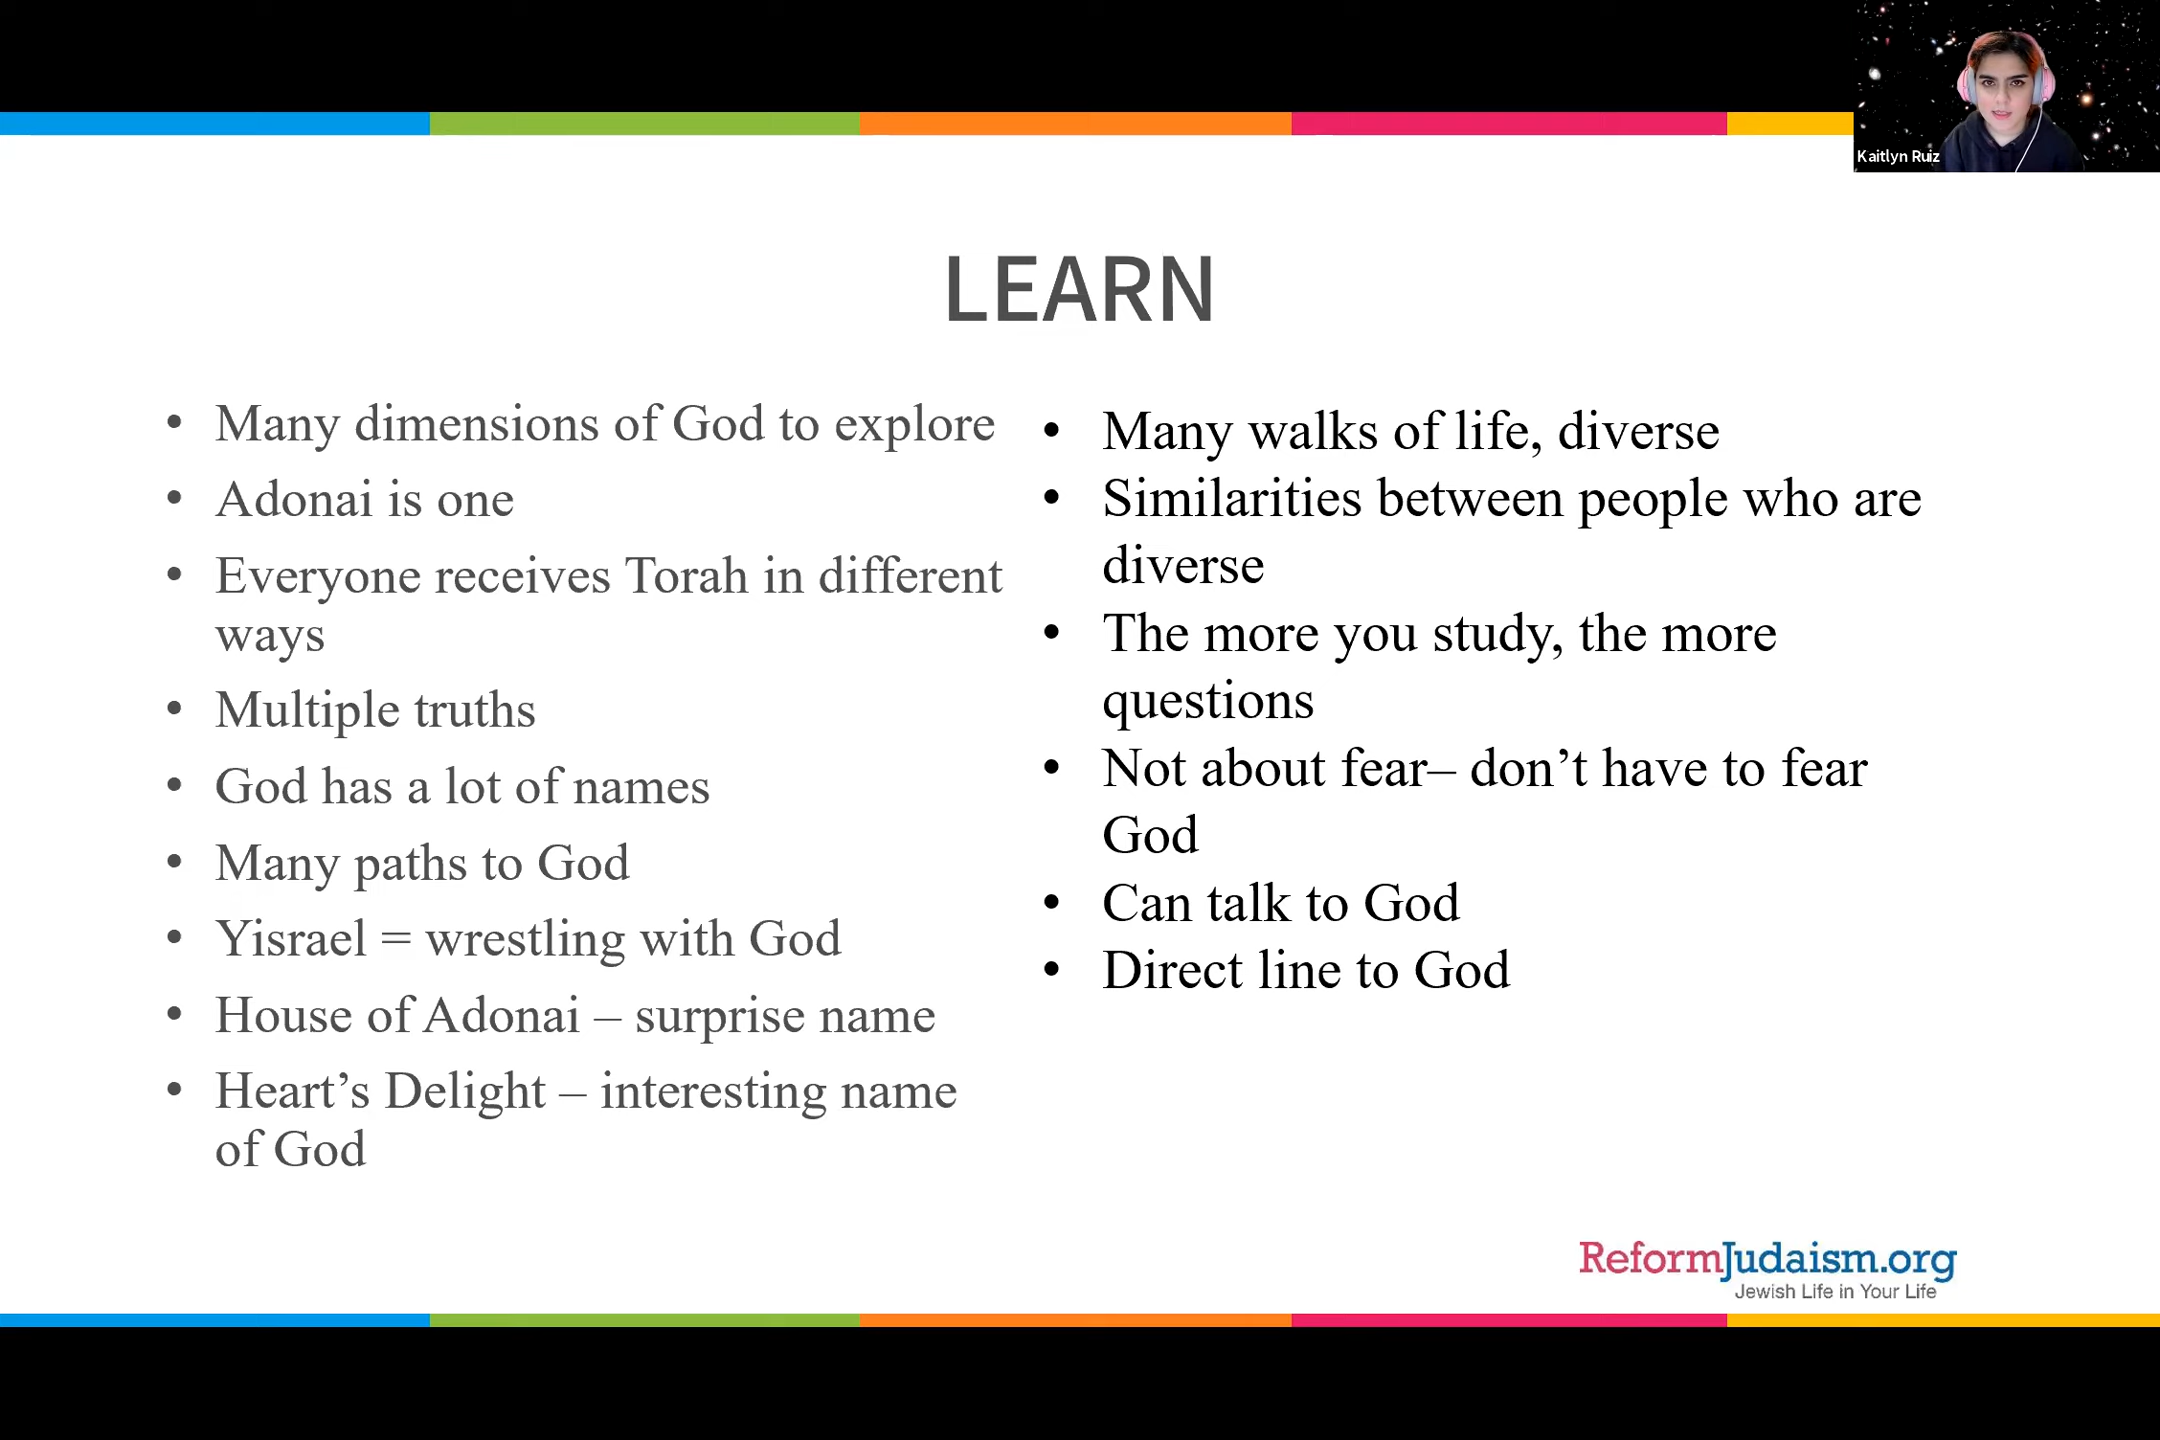 Kaitlyn Ruiz
LEARN
• Many dimensions of God to explore
• Adonai is one
• Everyone receives Torah in different
ways
• Multiple truths
• God has a lot of names
• Many paths to God
• Yisrael = wrestling with God
• House of Adonai – surprise name
• Heart’s Delight – interesting name
of God
• Many walks of life, diverse
• Similarities between people who are
diverse
• The more you study, the more
questions
• Not about fear– don’t have to fear
God
• Can talk to God
• Direct line to God
ReformJudaism.org
Jewish Life in Your Life